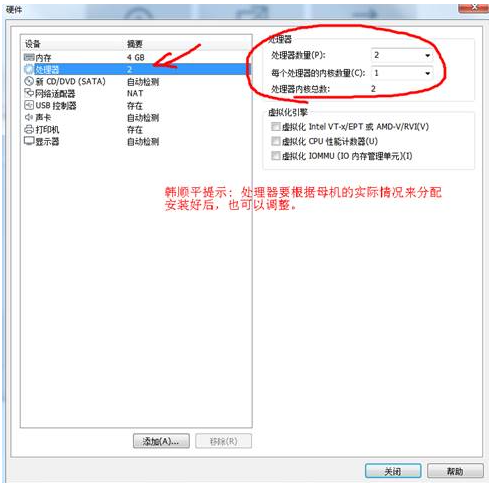 硬件
设备 摘要
内存 4 GB
处理器 2
新 CD/DVD (SATA) 自动检测
网络适配器 NAT
USB 控制器 存在
声卡 自动检测
打印机 存在
显示器 自动检测
处理器
处理器数量(P): 2
每个处理器的内核数量(C): 1
处理器内核总数: 2
虚拟化引擎
虚拟化 Intel VT-x/EPT 或 AMD-V/RVI(V)
虚拟化 CPU 性能计数器(U)
虚拟化 IOMMU (IO 内存管理单元)(I)
韩顺平提示: 处理器要根据母机的实际情况来分配
安装好后, 也可以调整。
添加(A)... 移除(R)
关闭 帮助